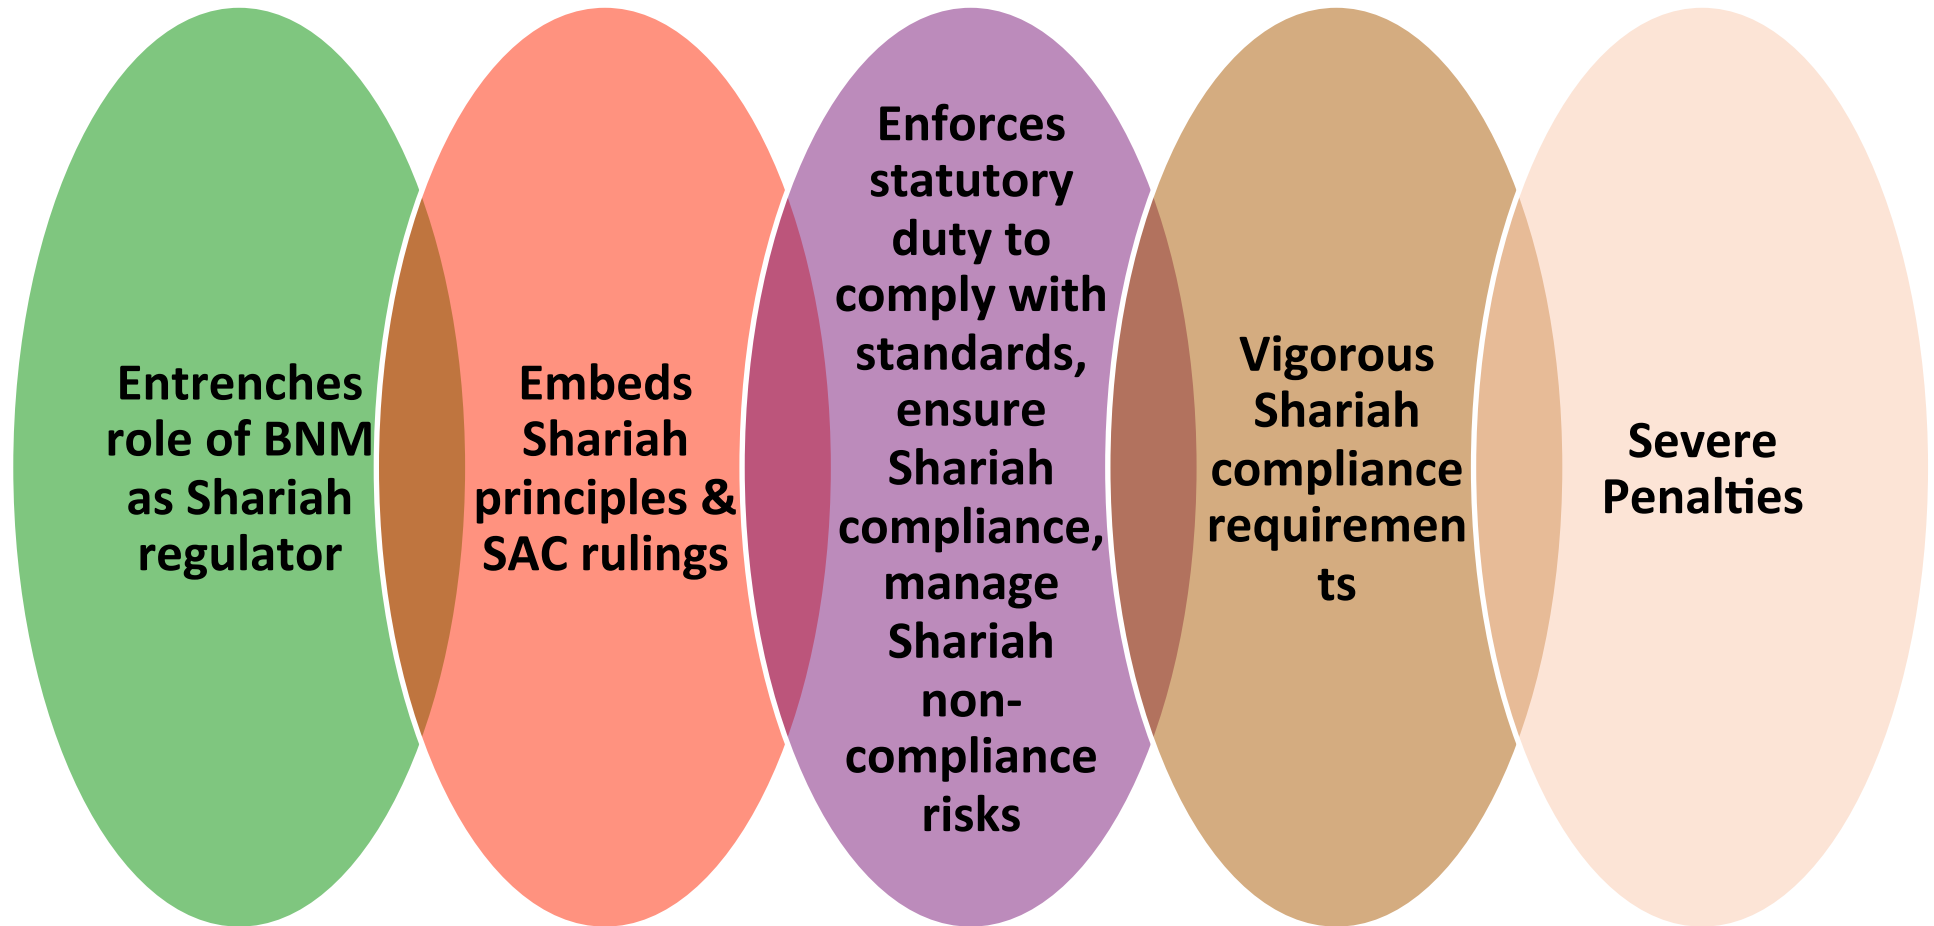 Entrenches
role of BNM
as Shariah
regulator
Embeds
Shariah
principles &
SAC rulings
Enforces
statutory
duty to
comply with
standards,
ensure
Shariah
compliance,
manage
Shariah
non-
compliance
risks
Vigorous
Shariah
compliance
requiremen
ts
Severe
Penalties